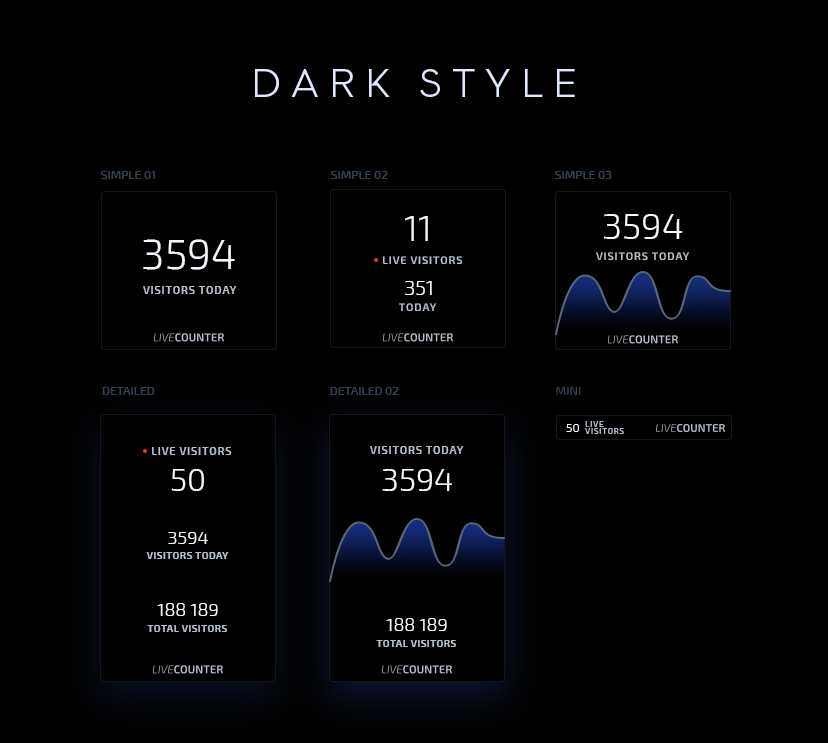 DARK STYLE
SIMPLE 01
3594
VISITORS TODAY
LIVECOUNTER
SIMPLE 02
11
LIVE VISITORS
351
TODAY
LIVECOUNTER
SIMPLE 03
3594
VISITORS TODAY
LIVECOUNTER
DETAILED
LIVE VISITORS
50
3594
VISITORS TODAY
188 189
TOTAL VISITORS
LIVECOUNTER
DETAILED 02
VISITORS TODAY
3594
188 189
TOTAL VISITORS
LIVECOUNTER
MINI
50 LIVE
VISITORS
LIVECOUNTER